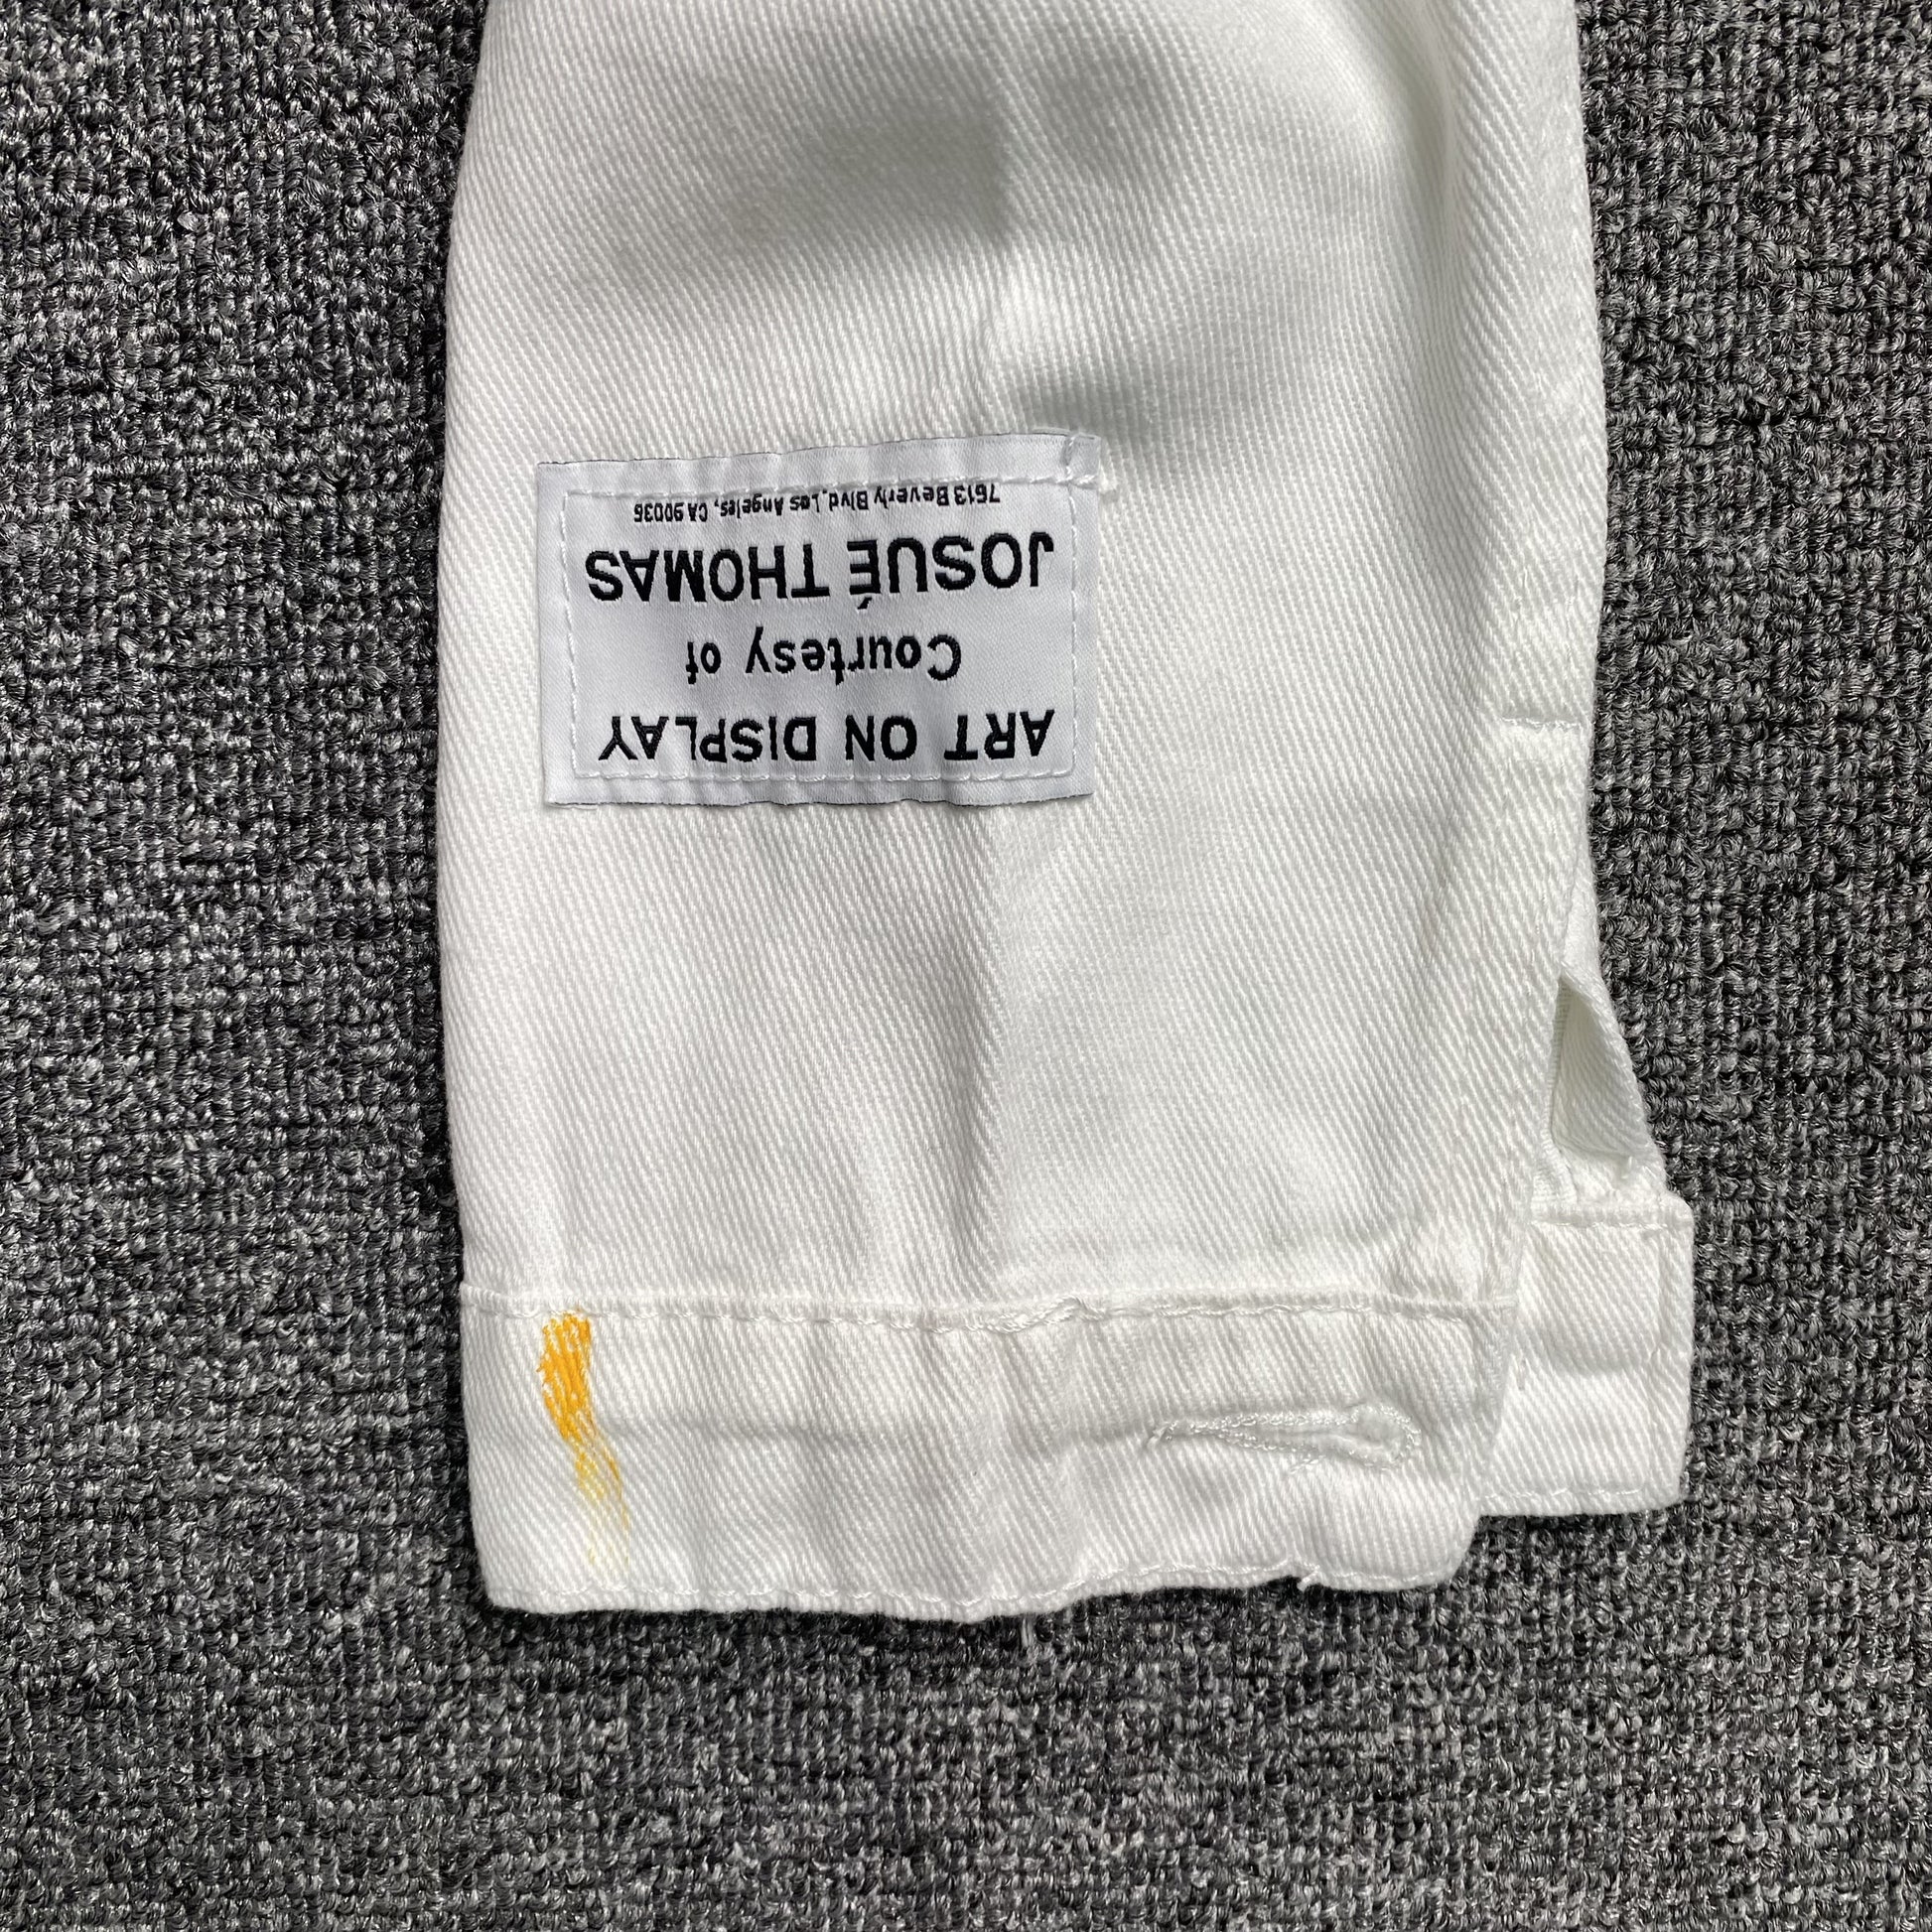 ART ON DISPLAY
Courtesy of
JOSUÉ THOMAS
7613 Beverly Blvd, Los Angeles, CA 90036